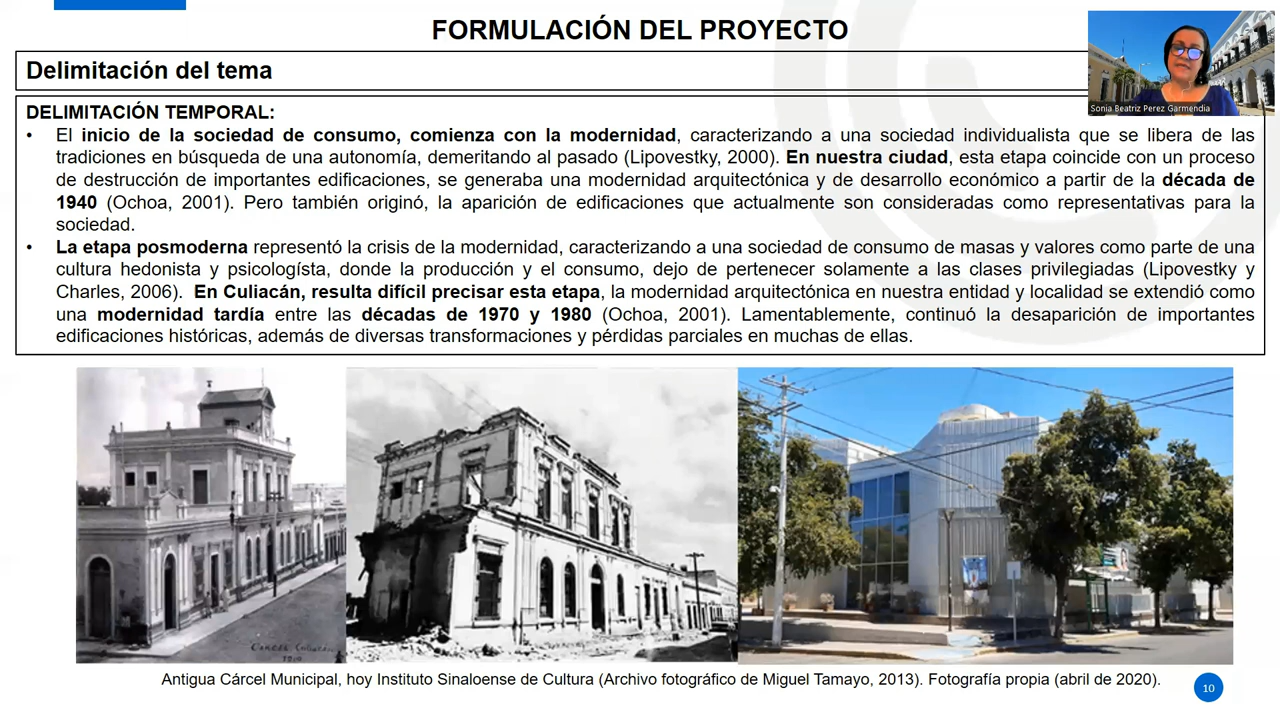 FORMULACIÓN DEL PROYECTO
Delimitación del tema
Sonia Beatriz Perez Garmendia
DELIMITACIÓN TEMPORAL:
• El inicio de la sociedad de consumo, comienza con la modernidad, caracterizando a una sociedad individualista que se libera de las
tradiciones en búsqueda de una autonomía, demeritando al pasado (Lipovestky, 2000). En nuestra ciudad, esta etapa coincide con un proceso
de destrucción de importantes edificaciones, se generaba una modernidad arquitectónica y de desarrollo económico a partir de la década de
1940 (Ochoa, 2001). Pero también originó, la aparición de edificaciones que actualmente son consideradas como representativas para la
sociedad.
• La etapa posmoderna representó la crisis de la modernidad, caracterizando a una sociedad de consumo de masas y valores como parte de una
cultura hedonista y psicologísta, donde la producción y el consumo, dejo de pertenecer solamente a las clases privilegiadas (Lipovestky y
Charles, 2006). En Culiacán, resulta difícil precisar esta etapa, la modernidad arquitectónica en nuestra entidad y localidad se extendió como
una modernidad tardía entre las décadas de 1970 y 1980 (Ochoa, 2001). Lamentablemente, continuó la desaparición de importantes
edificaciones históricas, además de diversas transformaciones y pérdidas parciales en muchas de ellas.
Antigua Cárcel Municipal, hoy Instituto Sinaloense de Cultura (Archivo fotográfico de Miguel Tamayo, 2013). Fotografía propia (abril de 2020).
10